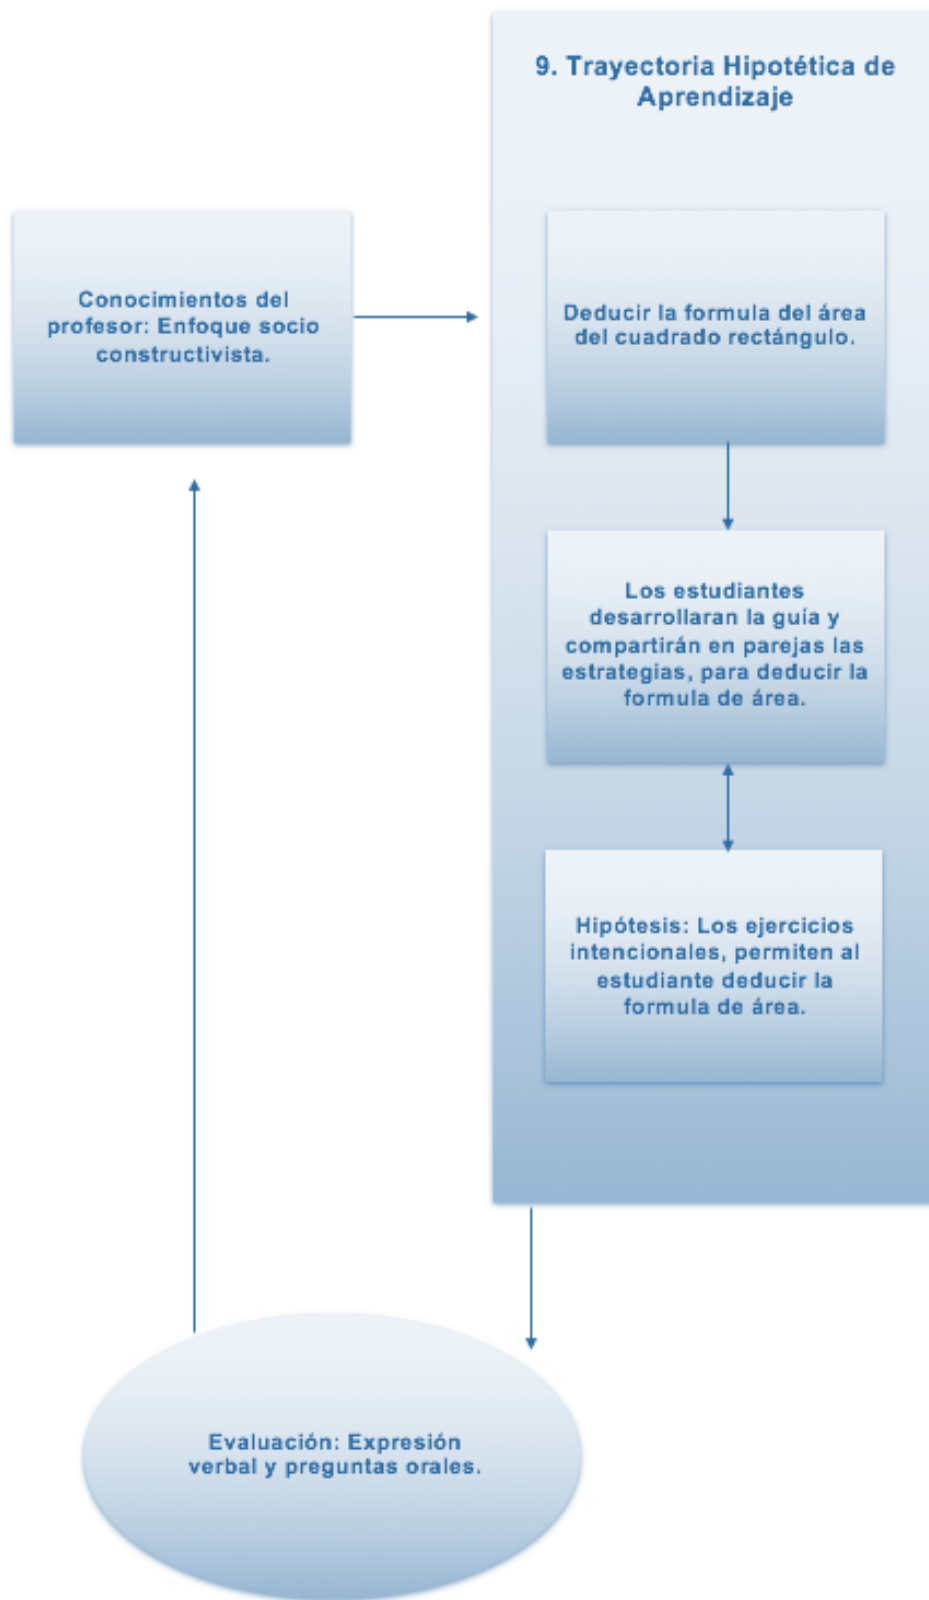 9. Trayectoria Hipotética de
Aprendizaje
Conocimientos del
profesor: Enfoque socio
constructivista.
Deducir la formula del área
del cuadrado rectángulo.
Los estudiantes
desarrollaran la guía y
compartirán en parejas las
estrategias, para deducir la
formula de área.
Hipótesis: Los ejercicios
intencionales, permiten al
estudiante deducir la
formula de área.
Evaluación: Expresión
verbal y preguntas orales.